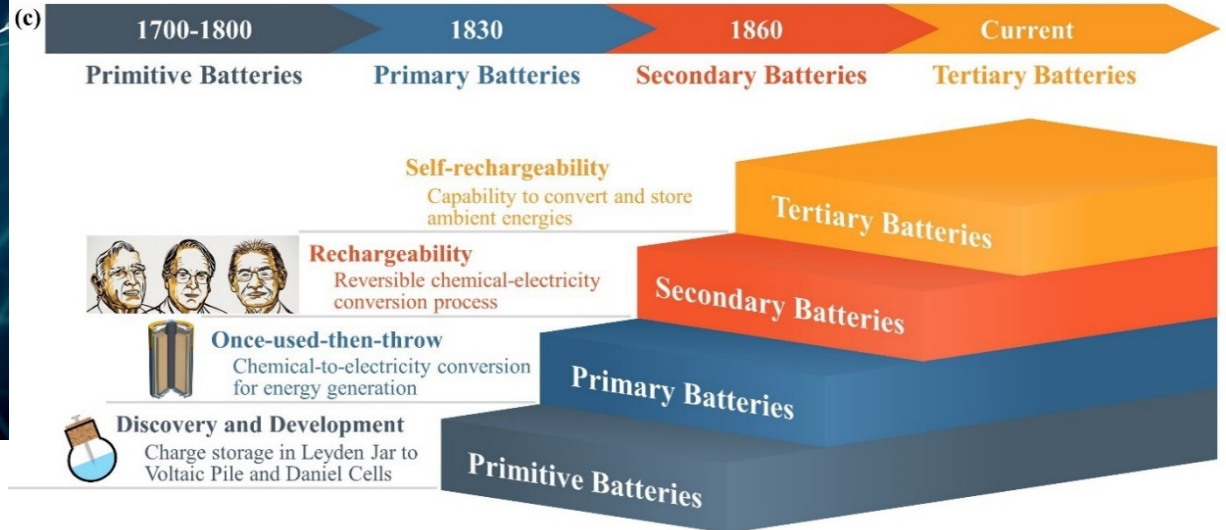 (c)
1700-1800
1830
1860
Current
Primitive Batteries
Primary Batteries
Secondary Batteries
Tertiary Batteries
Self-rechargeability
Capability to convert and store
ambient energies
Tertiary Batteries
Rechargeability
Reversible chemical-electricity
conversion process
Secondary Batteries
Once-used-then-throw
Chemical-to-electricity conversion
for energy generation
Primary Batteries
Discovery and Development
Charge storage in Leyden Jar to
Voltaic Pile and Daniel Cells
Primitive Batteries